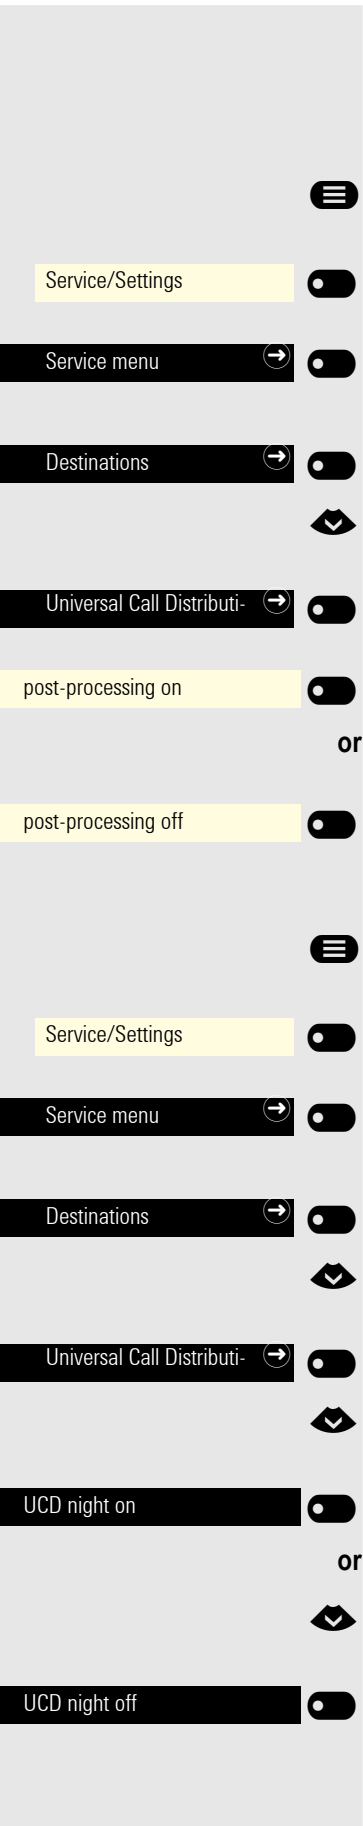 Service/Settings
Service menu
Destinations
Universal Call Distributi-
post-processing on
or
post-processing off
Service/Settings
Service menu
Destinations
Universal Call Distributi-
UCD night on
or
UCD night off